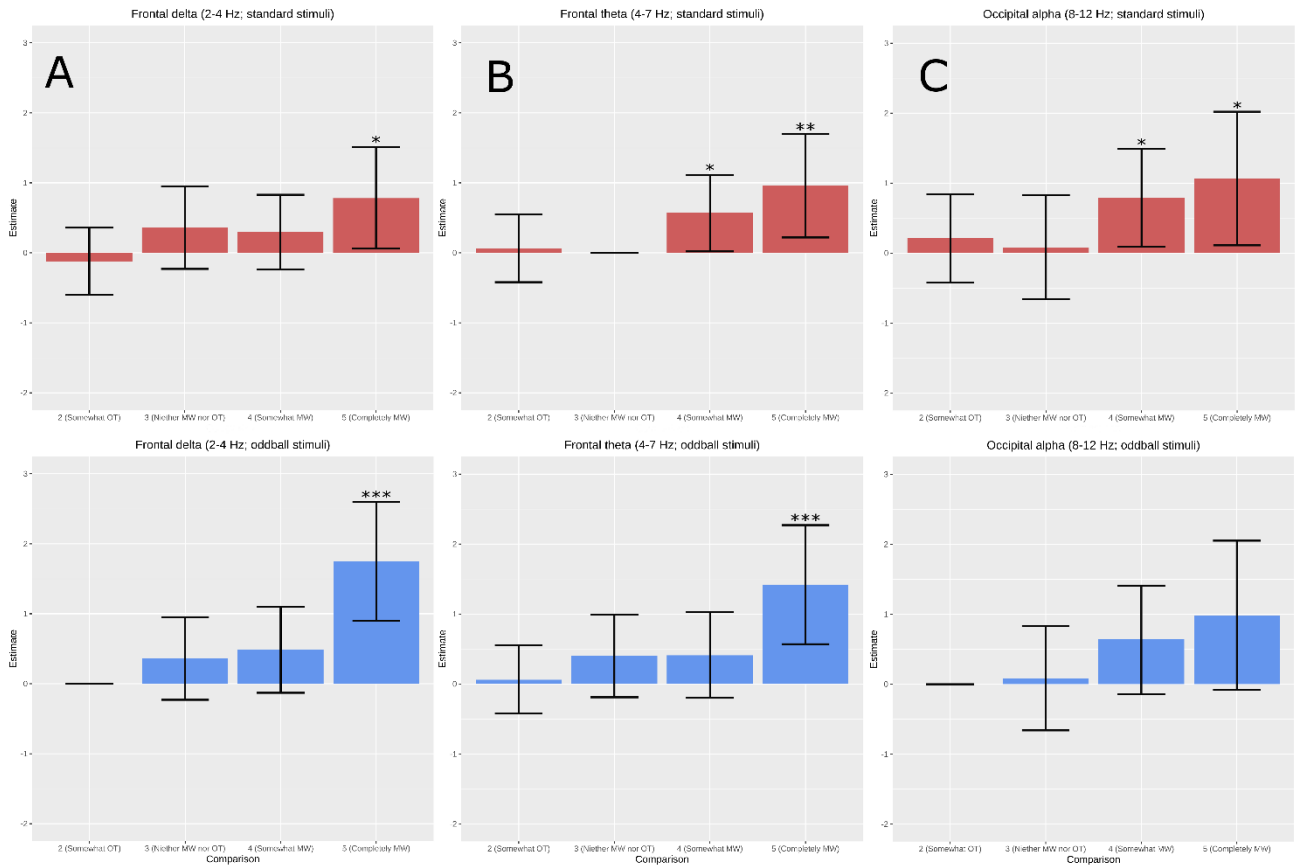 Frontal delta (2-4 Hz; standard stimuli)
A
3
2
1
0
-1
-2
Estimate
*
2 (Somewhat OT) 3 (Niether MW nor OT) 4 (Somewhat MW) 5 (Completely MW)
Frontal theta (4-7 Hz; standard stimuli)
B
3
2
1
0
-1
-2
Estimate
*
**
2 (Somewhat OT) 3 (Niether MW nor OT) 4 (Somewhat MW) 5 (Completely MW)
Occipital alpha (8-12 Hz; standard stimuli)
C
3
2
1
0
-1
-2
Estimate
*
*
2 (Somewhat OT) 3 (Niether MW nor OT) 4 (Somewhat MW) 5 (Completely MW)
Frontal delta (2-4 Hz; oddball stimuli)
3
2
1
0
-1
-2
Estimate
***
2 (Somewhat OT) 3 (Niether MW nor OT) 4 (Somewhat MW) 5 (Completely MW)
Comparison
Frontal theta (4-7 Hz; oddball stimuli)
3
2
1
0
-1
-2
Estimate
***
2 (Somewhat OT) 3 (Niether MW nor OT) 4 (Somewhat MW) 5 (Completely MW)
Comparison
Occipital alpha (8-12 Hz; oddball stimuli)
3
2
1
0
-1
-2
Estimate
2 (Somewhat OT) 3 (Niether MW nor OT) 4 (Somewhat MW) 5 (Completely MW)
Comparison